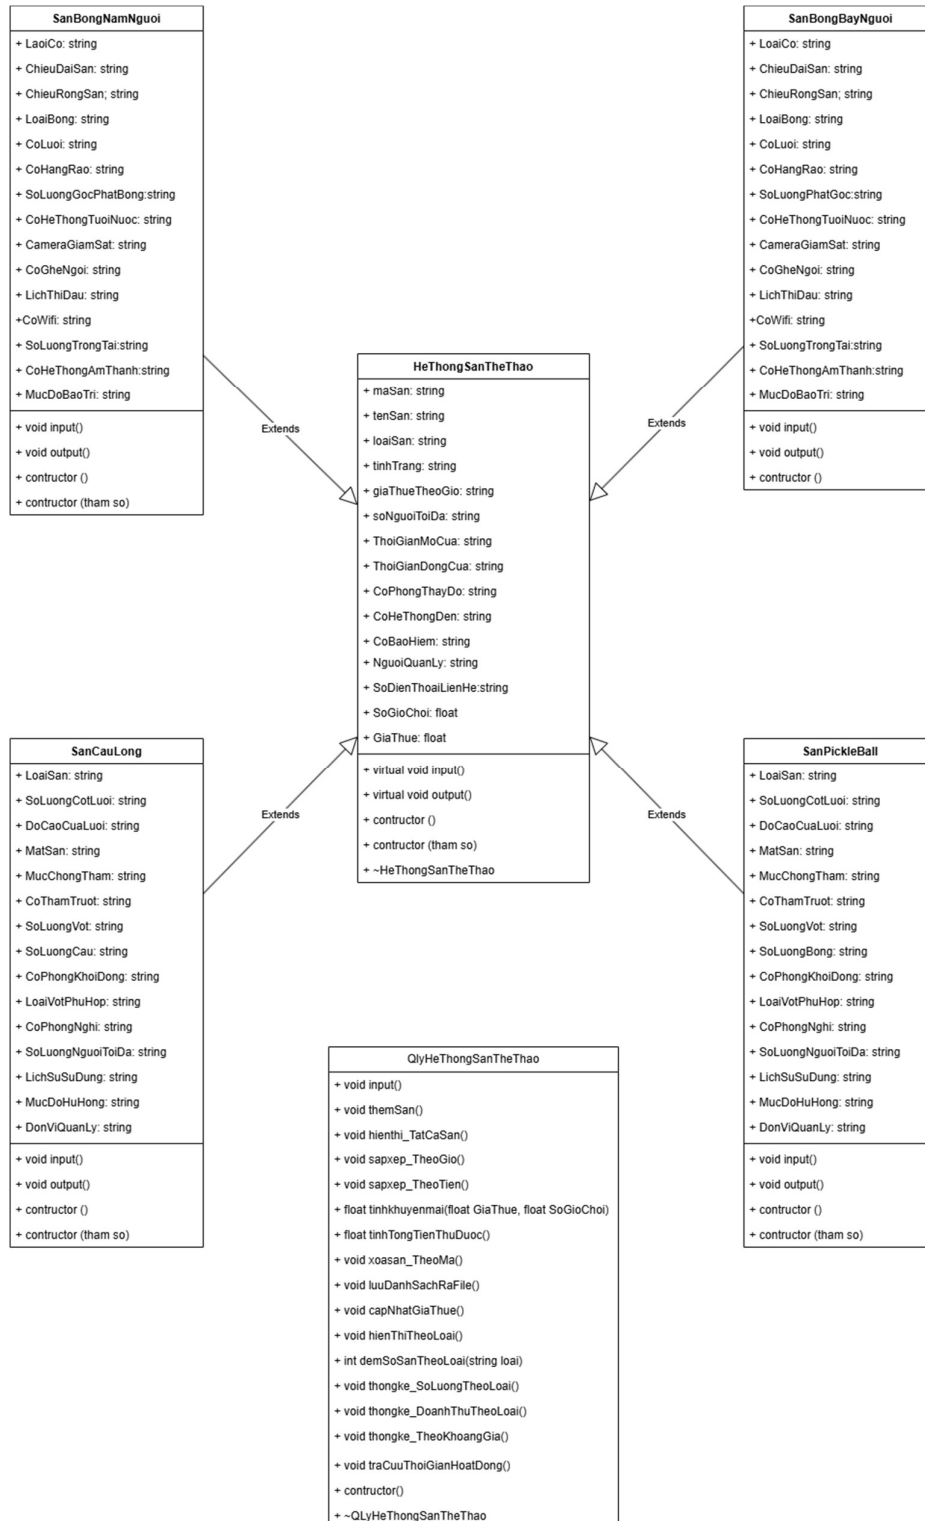 SanBongNamNguoi
+ LaoiCo: string
+ ChieuDaiSan: string
+ ChieuRongSan; string
+ LoaiBong: string
+ CoLuoi: string
+ CoHangRao: string
+ SoLuongGocPhatBong:string
+ CoHeThongTuoiNuoc: string
+ CameraGiamSat: string
+ CoGheNgoi: string
+ LichThiDau: string
+CoWifi: string
+ SoLuongTrongTai:string
+ CoHeThongAmThanh:string
+ MucDoBaoTri: string
+ void input()
+ void output()
+ contructor ()
+ contructor (tham so)
SanBongBayNguoi
+ LoaiCo: string
+ ChieuDaiSan: string
+ ChieuRongSan; string
+ LoaiBong: string
+ CoLuoi: string
+ CoHangRao: string
+ SoLuongPhatGoc:string
+ CoHeThongTuoiNuoc: string
+ CameraGiamSat: string
+ CoGheNgoi: string
+ LichThiDau: string
+CoWifi: string
+ SoLuongTrongTai:string
+ CoHeThongAmThanh:string
+ MucDoBaoTri: string
+ void input()
+ void output()
+ contructor ()
Extends
Extends
HeThongSanTheThao
+ maSan: string
+ tenSan: string
+ loaiSan: string
+ tinhTrang: string
+ giaThueTheoGio: string
+ soNguoiToiDa: string
+ ThoiGianMoCua: string
+ ThoiGianDongCua: string
+ CoPhongThayDo: string
+ CoHeThongDen: string
+ CoBaoHiem: string
+ NguoiQuanLy: string
+ SoDienThoaiLienHe:string
+ SoGioChoi: float
+ GiaThue: float
+ virtual void input()
+ virtual void output()
+ contructor ()
+ contructor (tham so)
+ ~HeThongSanTheThao
Extends
Extends
SanCauLong
+ LoaiSan: string
+ SoLuongCotLuoi: string
+ DoCaoCuaLuoi: string
+ MatSan: string
+ MucChongTham: string
+ CoThamTruot: string
+ SoLuongVot: string
+ SoLuongCau: string
+ CoPhongKhoiDong: string
+ LoaiVotPhuHop: string
+ CoPhongNghi: string
+ SoLuongNguoiToiDa: string
+ LichSuSuDung: string
+ MucDoHuHong: string
+ DonViQuanLy: string
+ void input()
+ void output()
+ contructor ()
+ contructor (tham so)
SanPickleBall
+ LoaiSan: string
+ SoLuongCotLuoi: string
+ DoCaoCuaLuoi: string
+ MatSan: string
+ MucChongTham: string
+ CoThamTruot: string
+ SoLuongVot: string
+ SoLuongBong: string
+ CoPhongKhoiDong: string
+ LoaiVotPhuHop: string
+ CoPhongNghi: string
+ SoLuongNguoiToiDa: string
+ LichSuSuDung: string
+ MucDoHuHong: string
+ DonViQuanLy: string
+ void input()
+ void output()
+ contructor ()
+ contructor (tham so)
QlyHeThongSanTheThao
+ void input()
+ void themSan()
+ void hienthi_TatCaSan()
+ void sapxep_TheoGio()
+ void sapxep_TheoTien()
+ float tinhkhuyenmai(float GiaThue, float SoGioChoi)
+ float tinhTongTienThuDuoc()
+ void xoasan_TheoMa()
+ void luuDanhSachRaFile()
+ void capNhatGiaThue()
+ void hienThiTheoLoai()
+ int demSoSanTheoLoai(string loai)
+ void thongke_SoLuongTheoLoai()
+ void thongke_DoanhThuTheoLoai()
+ void thongke_TheoKhoangGia()
+ void traCuuThoiGianHoatDong()
+ contructor()
+ ~QLyHeThongSanTheThao